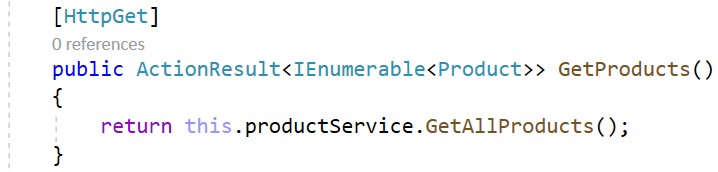 [HttpGet]
0 references
public ActionResult<IEnumerable<Product>> GetProducts()
{
return this.productService.GetAllProducts();
}